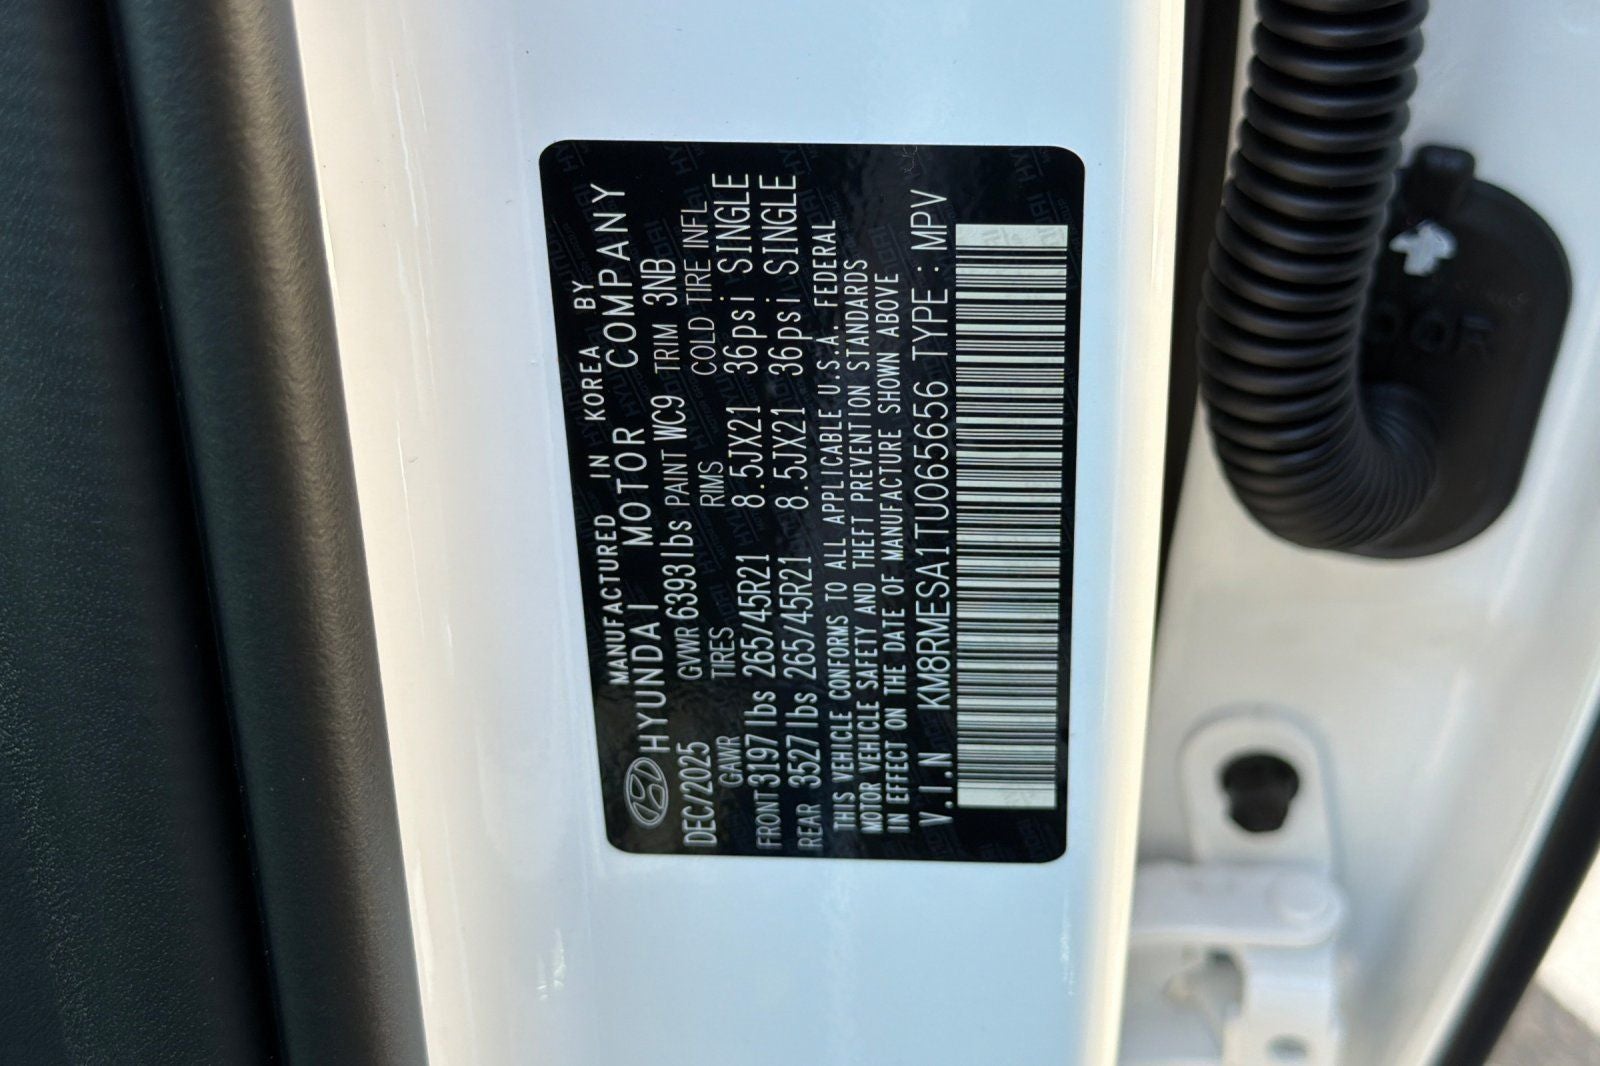 MANUFACTURED IN KOREA BY
HYUNDAI MOTOR COMPANY
DEC/2025 GVWR 6393lbs PAINT WC9 TRIM 3NB
GAWR TIRES RIMS COLD TIRE INFL
FRONT 3197lbs 265/45R21 8.5JX21 36psi SINGLE
REAR 3527lbs 265/45R21 8.5JX21 36psi SINGLE
THIS VEHICLE CONFORMS TO ALL APPLICABLE U.S.A. FEDERAL
MOTOR VEHICLE SAFETY AND THEFT PREVENTION STANDARDS
IN EFFECT ON THE DATE OF MANUFACTURE SHOWN ABOVE
V.I.N KM8RMESA1TU065656 TYPE : MPV